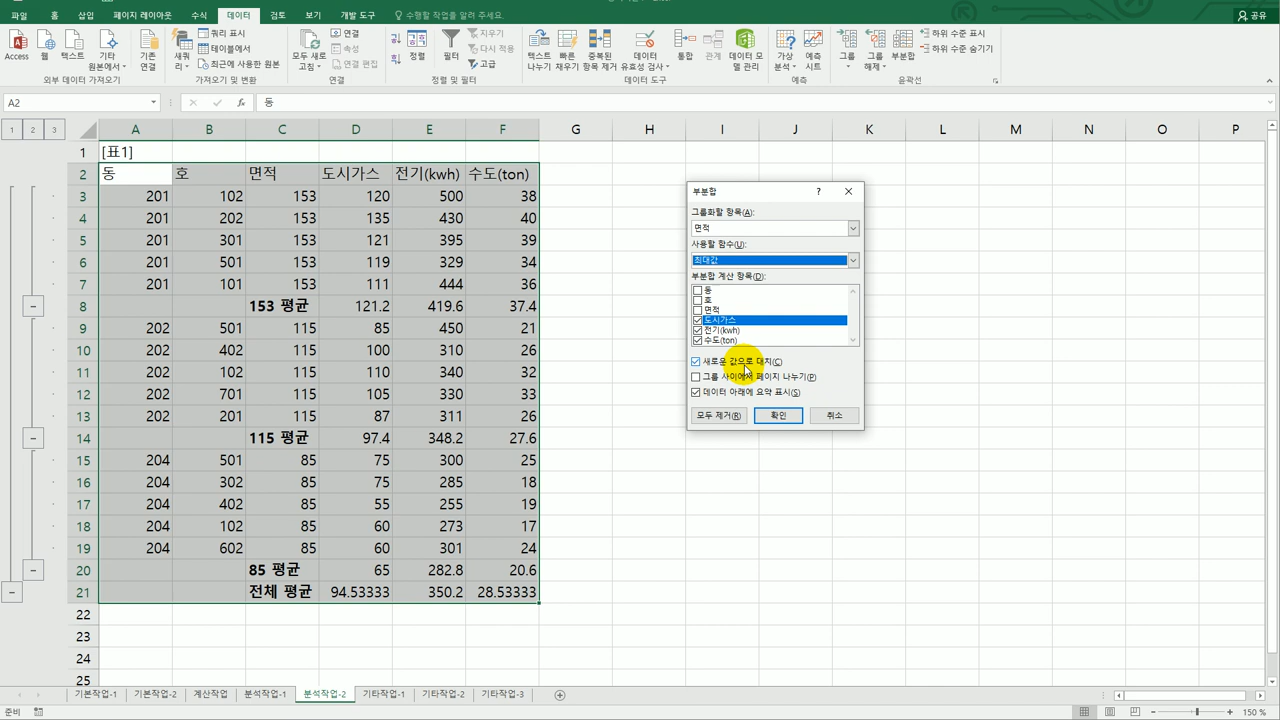 파일 홈 삽입 페이지 레이아웃 수식 데이터 검토 보기 개발 도구 수행할 작업을 알려 주세요. 공유
Access 웹 텍스트 기타 원본에서 기존 연결 새 쿼리 쿼리 표시 테이블에서 최근에 사용한 원본 모두 새로 고침 연결 속성 연결 편집 정렬 필터 지우기 다시 적용 고급 텍스트 나누기 빠른 채우기 중복된 항목 제거 데이터 유효성 검사 통합 관계 데이터 모델 관리 가상 분석 예측 시트 그룹 그룹 해제 부분합 하위 수준 표시 하위 수준 숨기기
외부 데이터 가져오기 가져오기 및 변환 연결 정렬 및 필터 데이터 도구 예측 윤곽선
A2 fx 동
1 2 3 A B C D E F G H I J K L M N O P
1 [표1]
2 동 호 면적 도시가스 전기(kwh) 수도(ton)
3 201 102 153 120 500 38
4 201 202 153 135 430 40
5 201 301 153 121 395 39
6 201 501 153 119 329 34
7 201 101 153 111 444 36
8 153 평균 121.2 419.6 37.4
9 202 501 115 85 450 21
10 202 402 115 100 310 26
11 202 102 115 110 340 32
12 202 701 115 105 330 33
13 202 201 115 87 311 26
14 115 평균 97.4 348.2 27.6
15 204 501 85 75 300 25
16 204 302 85 75 285 18
17 204 402 85 55 255 19
18 204 102 85 60 273 17
19 204 602 85 60 301 24
20 85 평균 65 282.8 20.6
21 전체 평균 94.53333 350.2 28.53333
22
23
24
25
부분합 ?
그룹화할 항목(A):
면적
사용할 함수(U):
최대값
부분합 계산 항목(D):
동
호
면적
도시가스
전기(kwh)
수도(ton)
새로운 값으로 대치(C)
그룹 사이에서 페이지 나누기(P)
데이터 아래에 요약 표시(S)
모두 제거(R) 확인 취소
기본작업-1 기본작업-2 계산작업 분석작업-1 분석작업-2 기타작업-1 기타작업-2 기타작업-3
준비 150 %